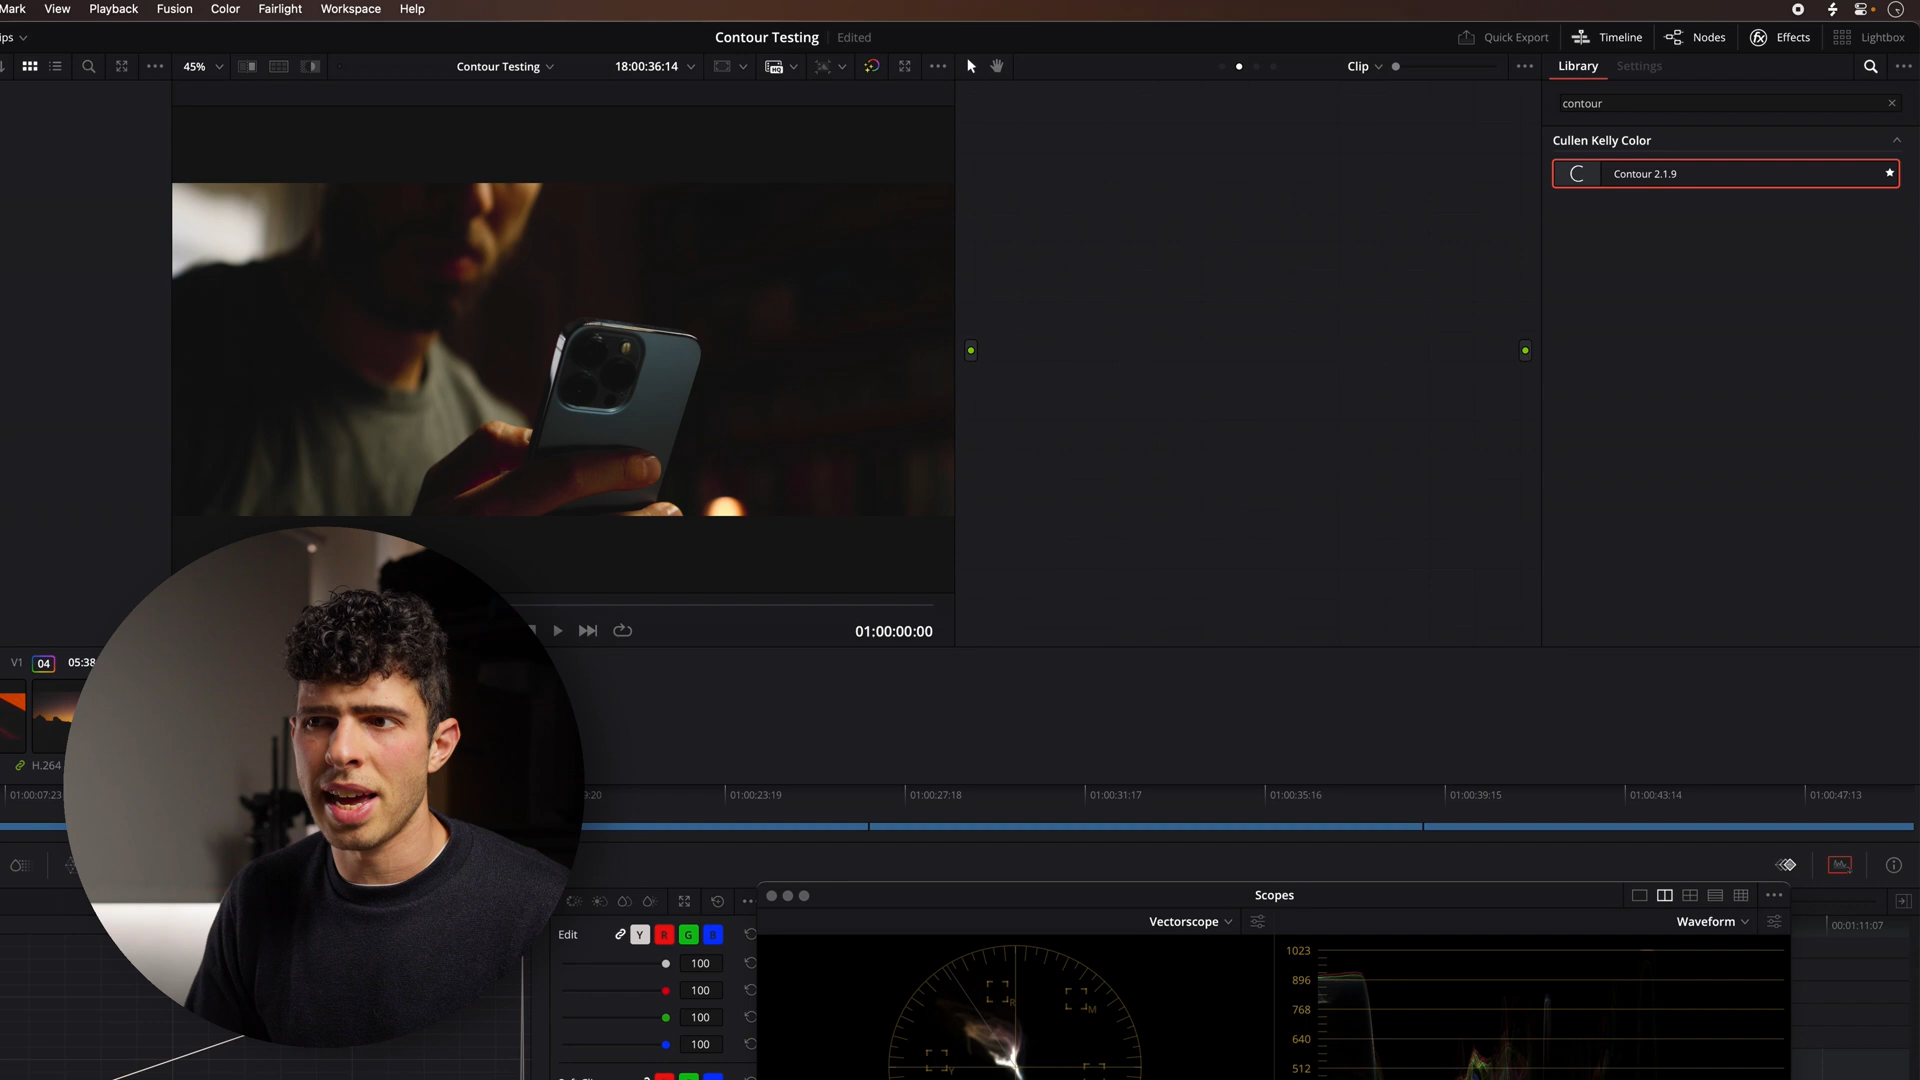 Mark View Playback Fusion Color Fairlight Workspace Help
ips Contour Testing Edited Quick Export Timeline Nodes Effects Lightbox
45% Contour Testing 18:00:36:14 HQ Clip Library Settings
contour
Cullen Kelly Color
Contour 2.1.9
01:00:00:00
V1 04 05:38
H.264
01:00:07:23 9:20 01:00:23:19 01:00:27:18 01:00:31:17 01:00:35:16 01:00:39:15 01:00:43:14 01:00:47:13
Scopes
Vectorscope Waveform 00:01:11:07
Edit Y R G B
1023
100
896
100
R
M
768
100
640
100
Y
512